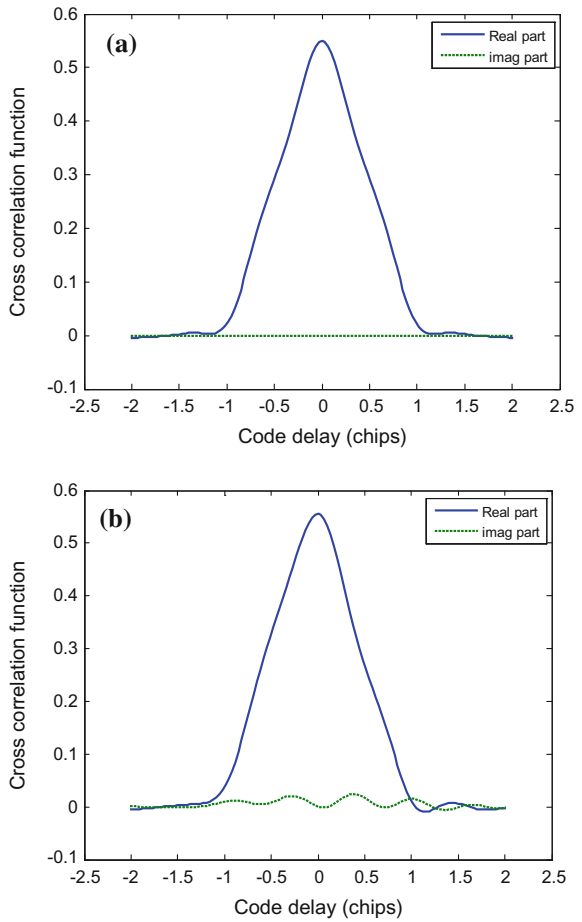 (a)
Real part
imag part
0.6
0.5
0.4
0.3
0.2
0.1
0
-0.1
Cross correlation function
-2.5 -2 -1.5 -1 -0.5 0 0.5 1 1.5 2 2.5
Code delay (chips)
(b)
Real part
imag part
0.6
0.5
0.4
0.3
0.2
0.1
0
-0.1
Cross correlation function
-2.5 -2 -1.5 -1 -0.5 0 0.5 1 1.5 2 2.5
Code delay (chips)